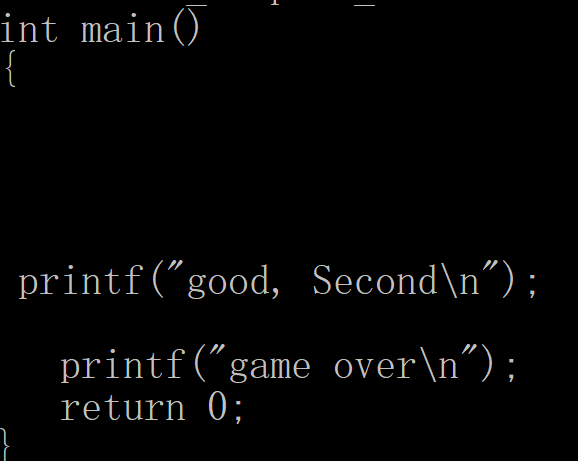 int main()
{
printf("good, Second\n");
printf("game over\n");
return 0;
}